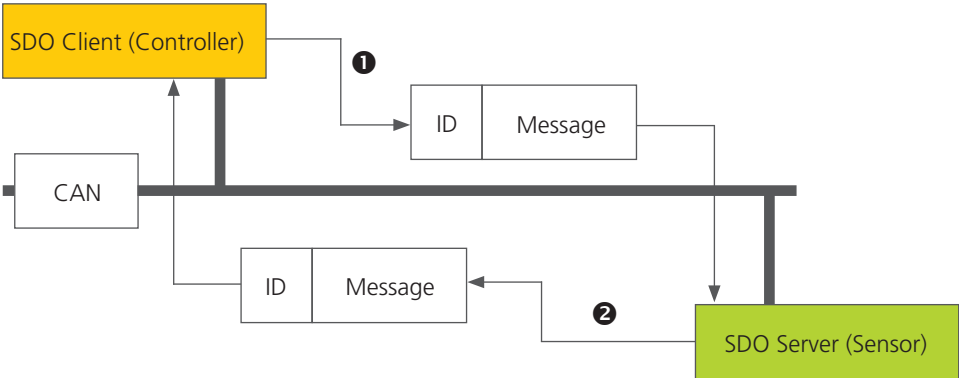 SDO Client (Controller)
❶
ID Message
CAN
ID Message
❷
SDO Server (Sensor)